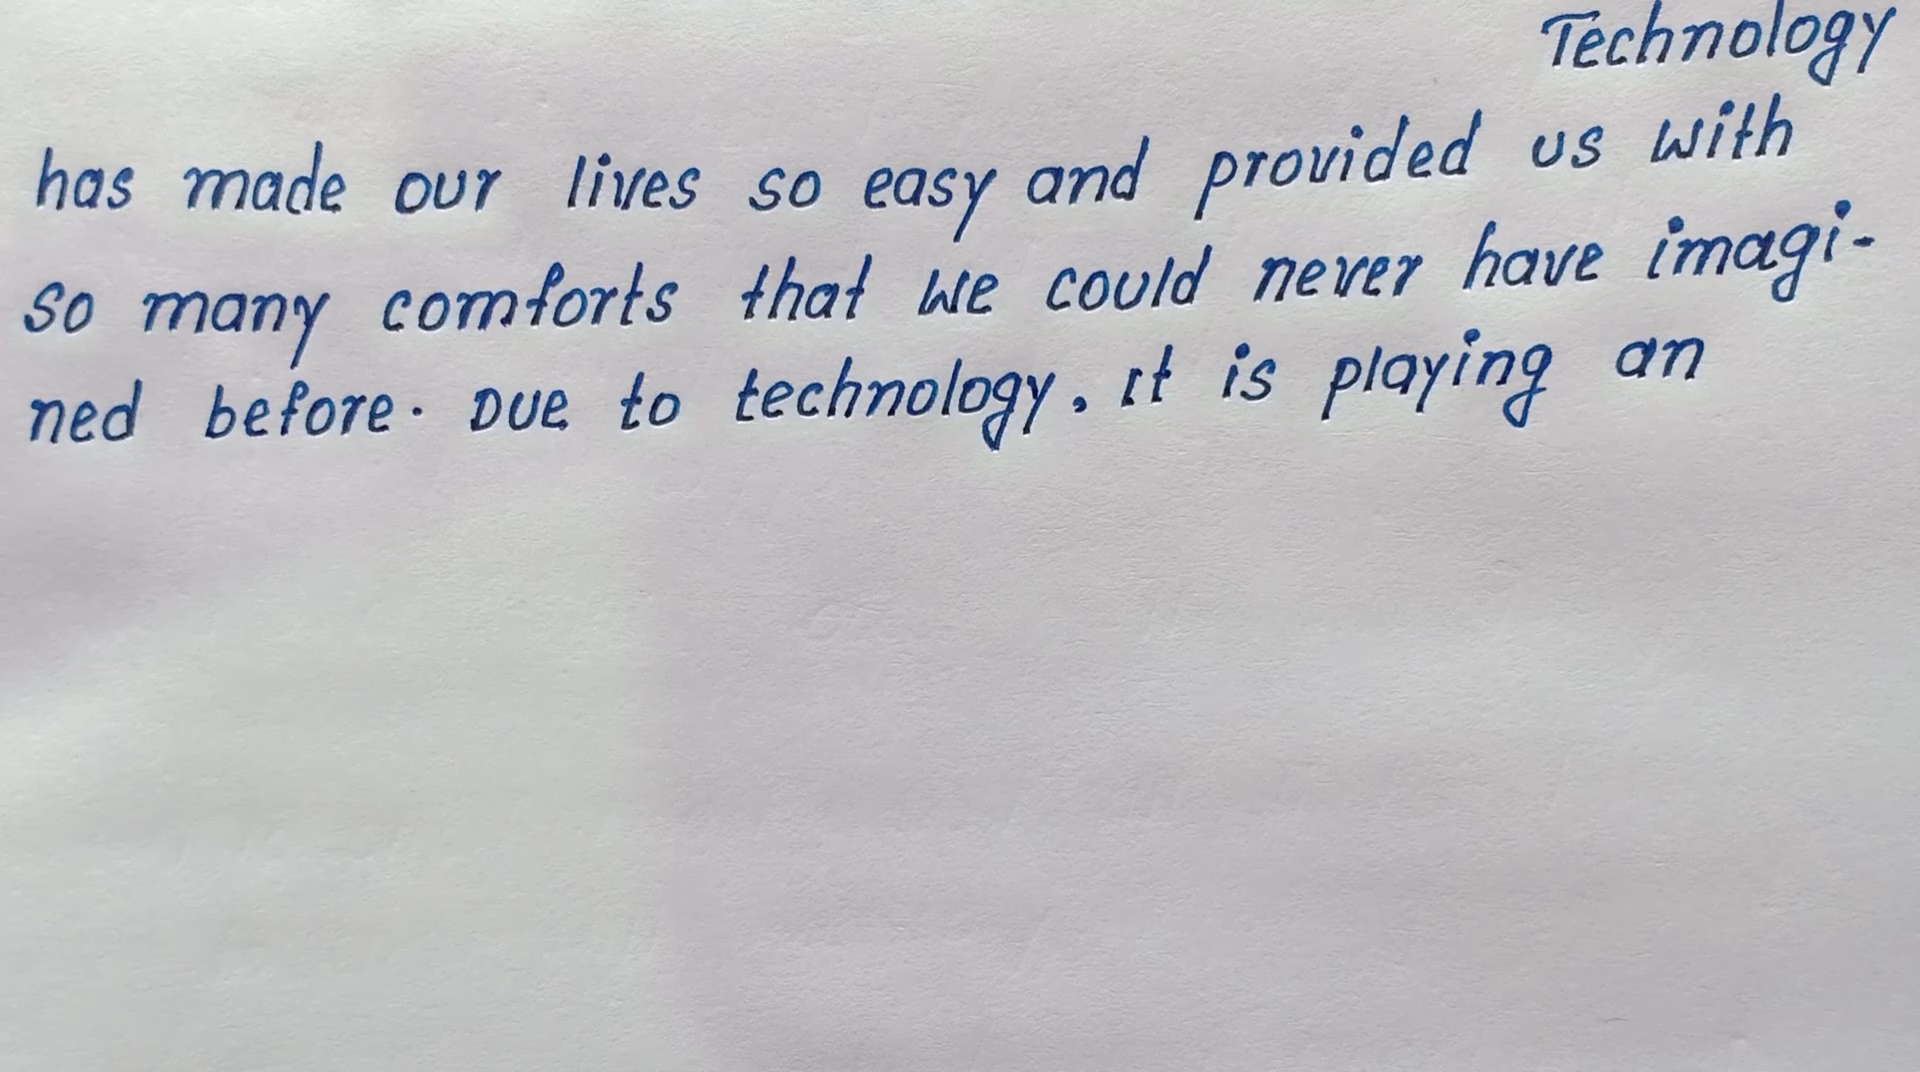 Technology
has made our lives so easy and provided us with
so many comforts that we could never have imagi-
ned before. Due to technology, it is playing an